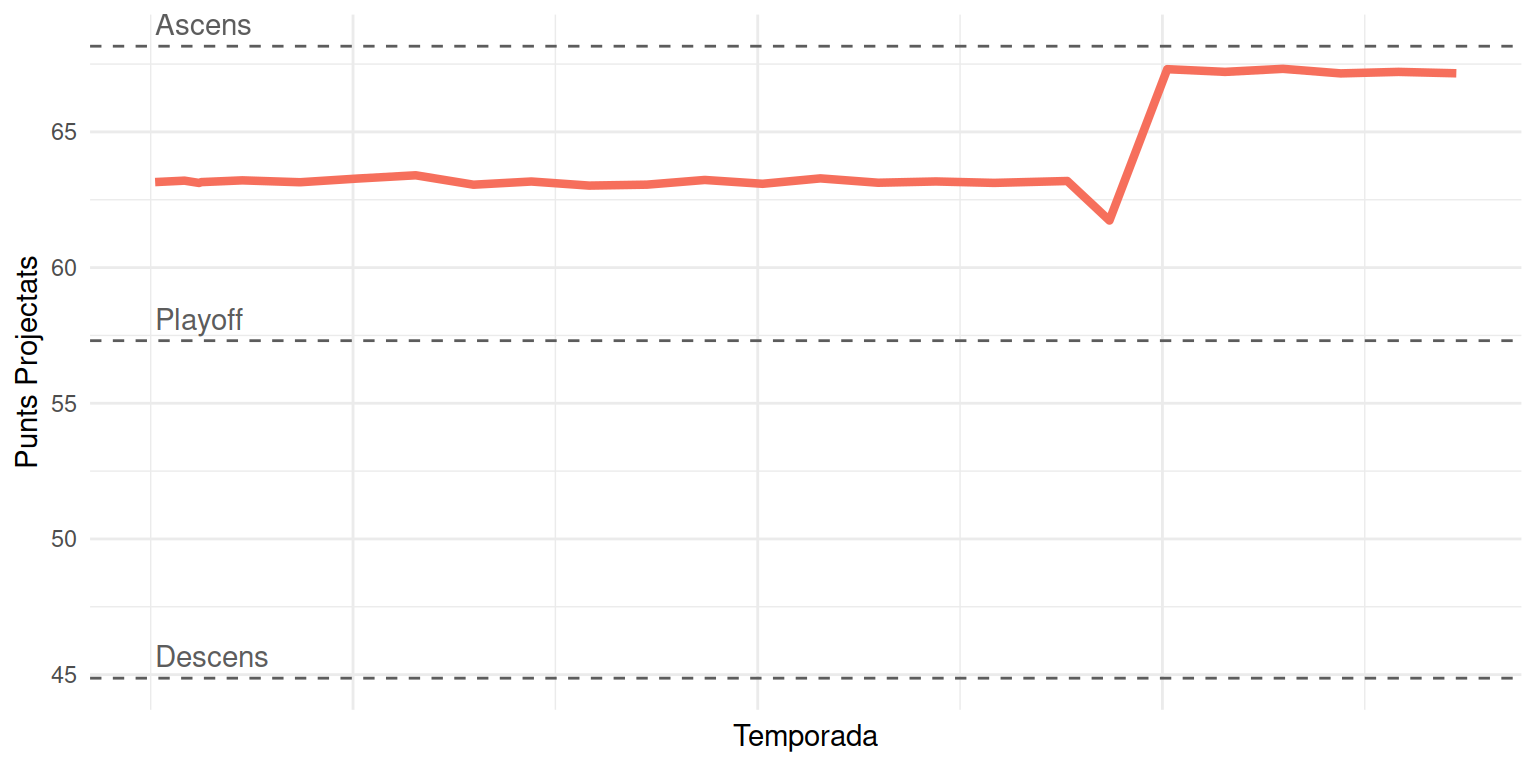 Ascens
65
60
Playoff
Punts Projectats
55
50
Descens
45
Temporada